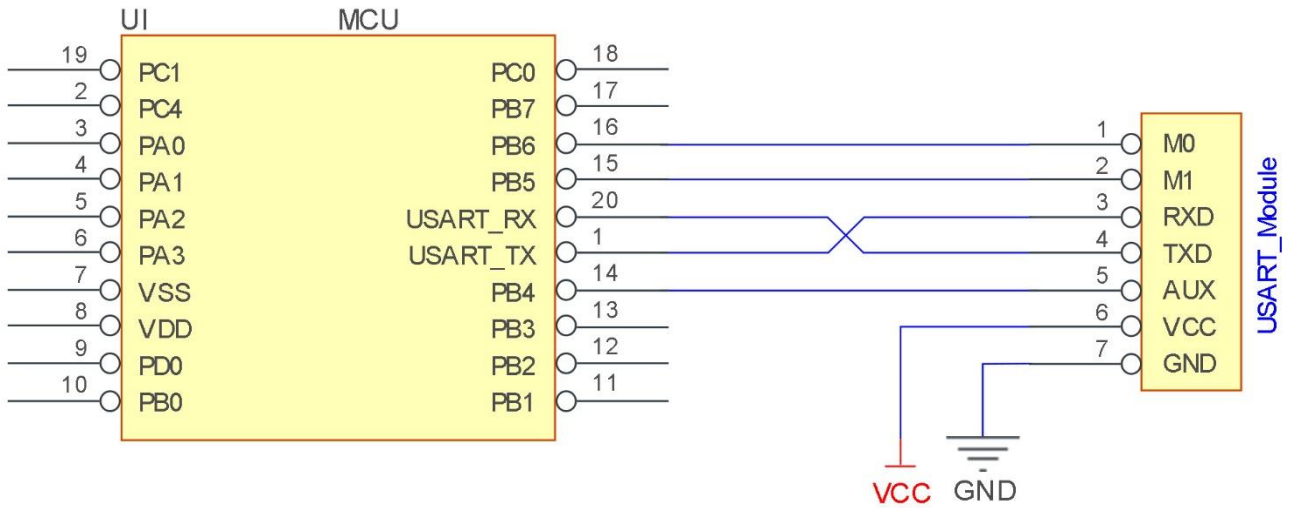 UI MCU
19 PC1 PC0 18
2 PC4 PB7 17
3 PA0 PB6 16 1 M0
4 PA1 PB5 15 2 M1
5 PA2 USART_RX 20 3 RXD
6 PA3 USART_TX 1 4 TXD
7 VSS PB4 14 5 AUX
8 VDD PB3 13 6 VCC
9 PD0 PB2 12 7 GND
10 PB0 PB1 11
USART_Module
VCC GND